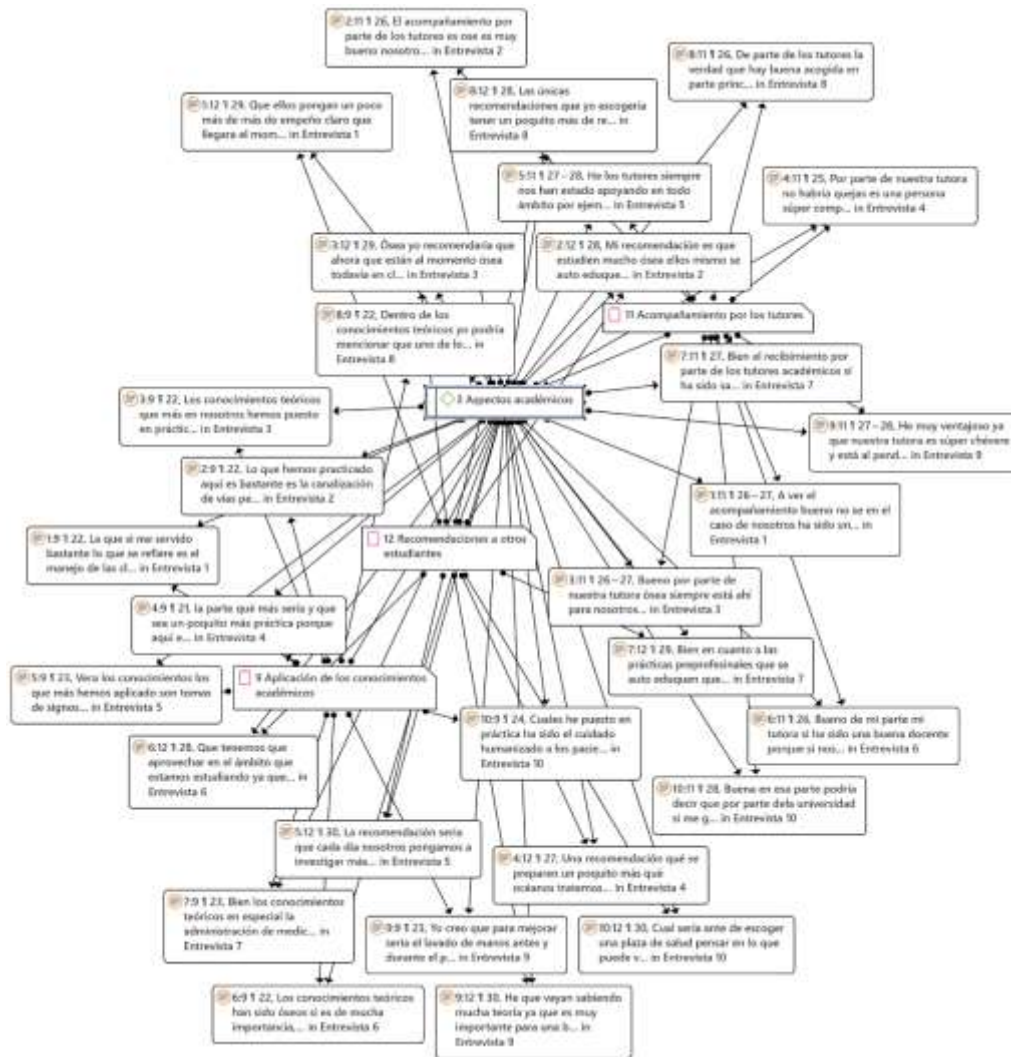 2:11 ¶ 26, El acompañamiento por
parte de los tutores es ose es muy
bueno nosotro... in Entrevista 2
8:11 ¶ 26, De parte de los tutores la
verdad que hay buena acogida en
parte princ... in Entrevista 8
8:12 ¶ 28, Las únicas
recomendaciones que yo escogería
tener un poquito más de re... in
Entrevista 8
1:12 ¶ 29, Que ellos pongan un poco
más de más do empeño claro que
llegara al mom... in Entrevista 1
5:11 ¶ 27 – 28, He los tutores siempre
nos han estado apoyando en todo
ámbito por ejem... in
Entrevista 5
4:11 ¶ 25, Por parte de nuestra tutora
no habría quejas es una persona
súper comp... in Entrevista 4
3:12 ¶ 29, Ósea yo recomendaría que
ahora que están al momento ósea
todavía en cl... in Entrevista
3
2:12 ¶ 28, Mi recomendación es que
estudien mucho ósea ellos mismo se
auto eduque... in Entrevista 2
8:9 ¶ 22, Dentro de los
conocimientos teóricos yo podría
mencionar que uno de lo... in
Entrevista 8
11 Acompañamiento por los tutores
7:11 ¶ 27, Bien el recibimiento por
parte de los tutores académicos si
ha sido sa... in Entrevista 7
3 Aspectos académicos
3:9 ¶ 22, Los conocimientos teóricos
que más en nosotros hemos puesto
en práctic... in Entrevista 3
9:11 ¶ 27 – 28, He muy ventajoso ya
que nuestra tutora es súper chévere
y está al pend... in Entrevista 9
2:9 ¶ 22, Lo que hemos practicado
aquí es bastante es la canalización
de vías pe... in Entrevista 2
1:11 ¶ 26 – 27, A ver el
acompañamiento bueno no se en el
caso de nosotros ha sido un... in
Entrevista 1
1:9 ¶ 22, La que si me servido
bastante lo que se refiere es el
manejo de las cl... in Entrevista 1
12 Recomendaciones a otros
estudiantes
3:11 ¶ 26 – 27, Bueno por parte de
nuestra tutora ósea siempre está ahí
para nosotros... in Entrevista 3
4:9 ¶ 21, la parte que más sería y que
sea un poquito más práctica porque
aquí e... in Entrevista 4
7:12 ¶ 29, Bien en cuanto a las
prácticas preprofesionales que se
auto eduquen que... in Entrevista 7
5:9 ¶ 23, Vera los conocimientos los
que más hemos aplicado son tomas
de signos... in Entrevista 5
9 Aplicación de los conocimientos
académicos
10:9 ¶ 24, Cuales he puesto en
práctica ha sido el cuidado
humanizado a los pacie... in
Entrevista 10
6:11 ¶ 26, Bueno de mi parte mi
tutora si ha sido una buena docente
porque si nos... in Entrevista 6
6:12 ¶ 28, Que tenemos que
aprovechar en el ámbito que
estamos estudiando ya que... in
Entrevista 6
10:11 ¶ 28, Buena en esa parte podría
decir que por parte dela universidad
si me g... in Entrevista 10
5:12 ¶ 30, La recomendación sería
que cada día nosotros pongamos a
investigar más... in Entrevista 5
4:12 ¶ 27, Una recomendación qué se
preparen un poquito más qué
tratemos... in Entrevista 4
7:9 ¶ 23, Bien los conocimientos
teóricos en especial la
administración de medic... in
Entrevista 7
9:9 ¶ 23, Yo creo que para mejorar
sería el lavado de manos antes y
durante el p... in Entrevista 9
10:12 ¶ 30, Cual sería ante de escoger
una plaza de salud pensar en lo que
puede v... in Entrevista 10
6:9 ¶ 22, Los conocimientos teóricos
han sido óseos si es de mucha
importancia,... in Entrevista 6
9:12 ¶ 30, He que vayan sabiendo
mucha teoría ya que es muy
importante para una b... in
Entrevista 9